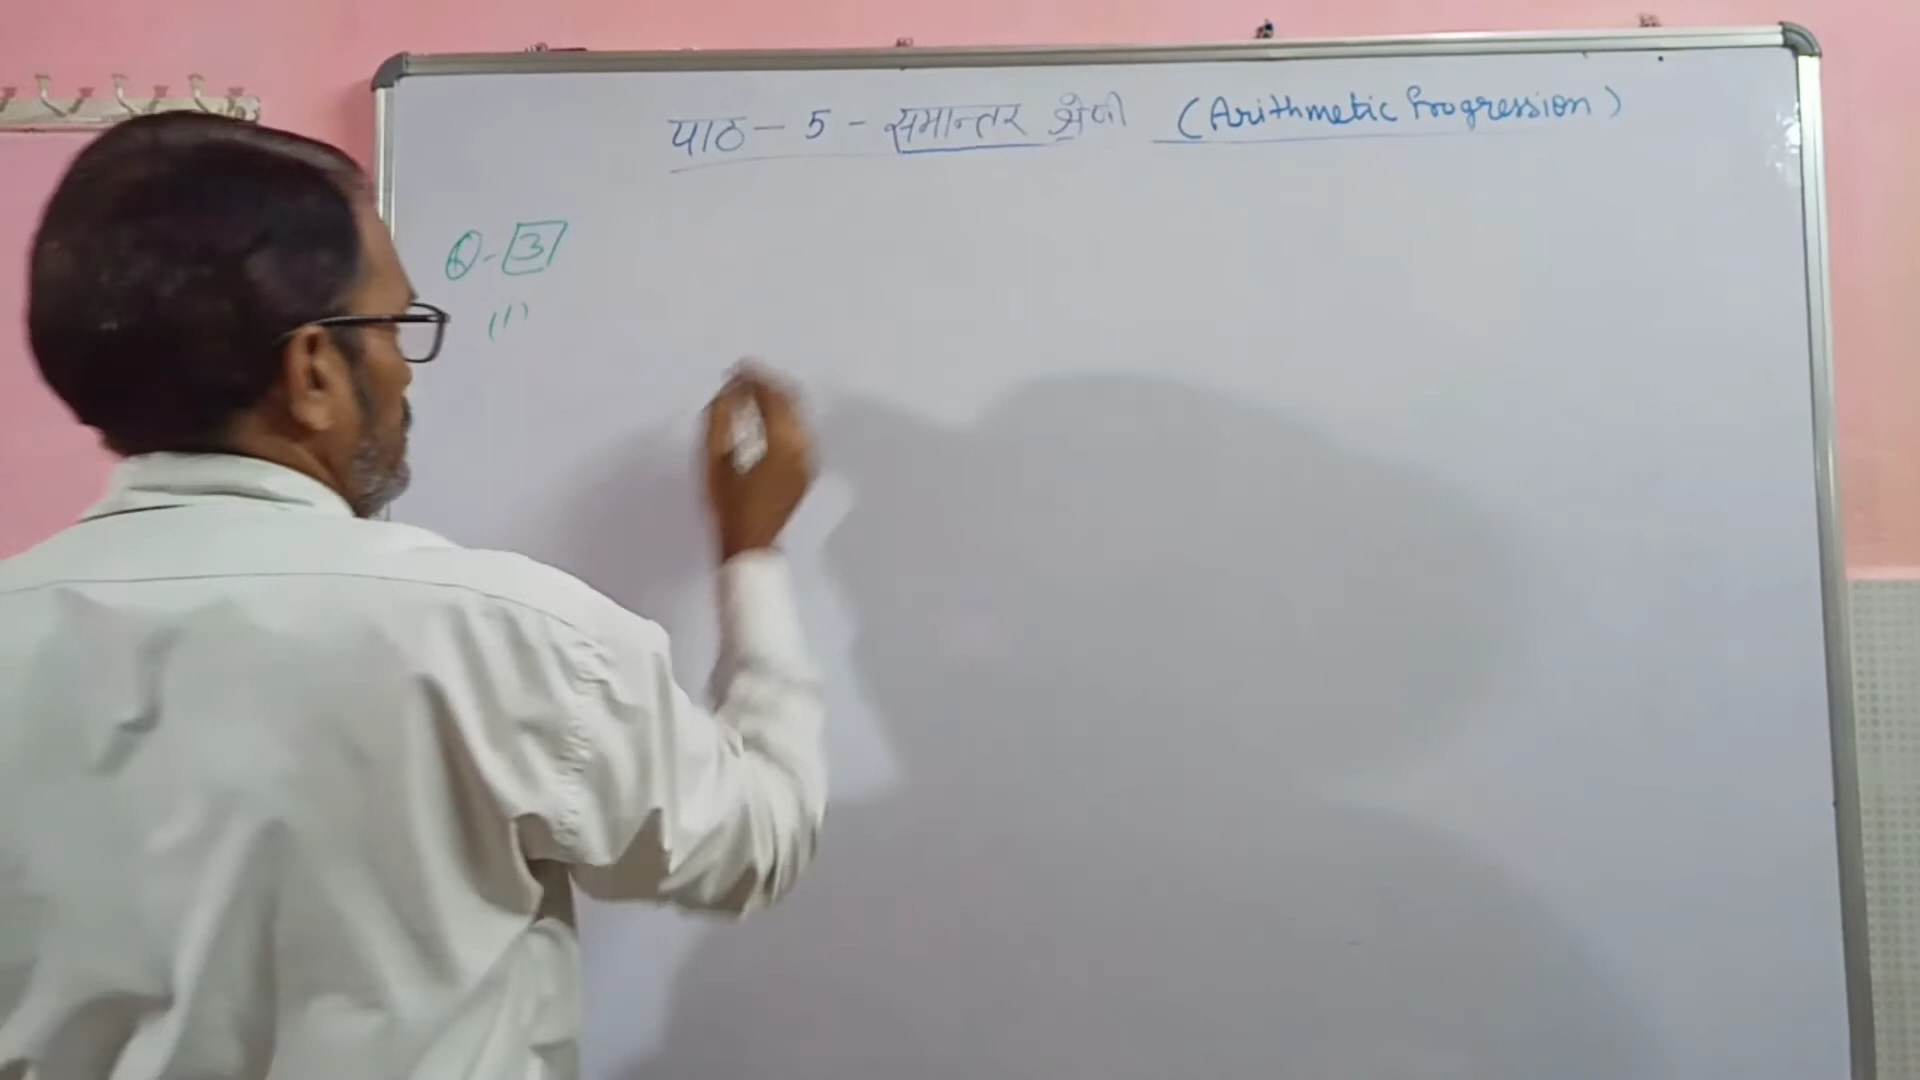 पाठ - 5 - समान्तर श्रेणी (Arithmetic Progression)
Q - 3
(1)